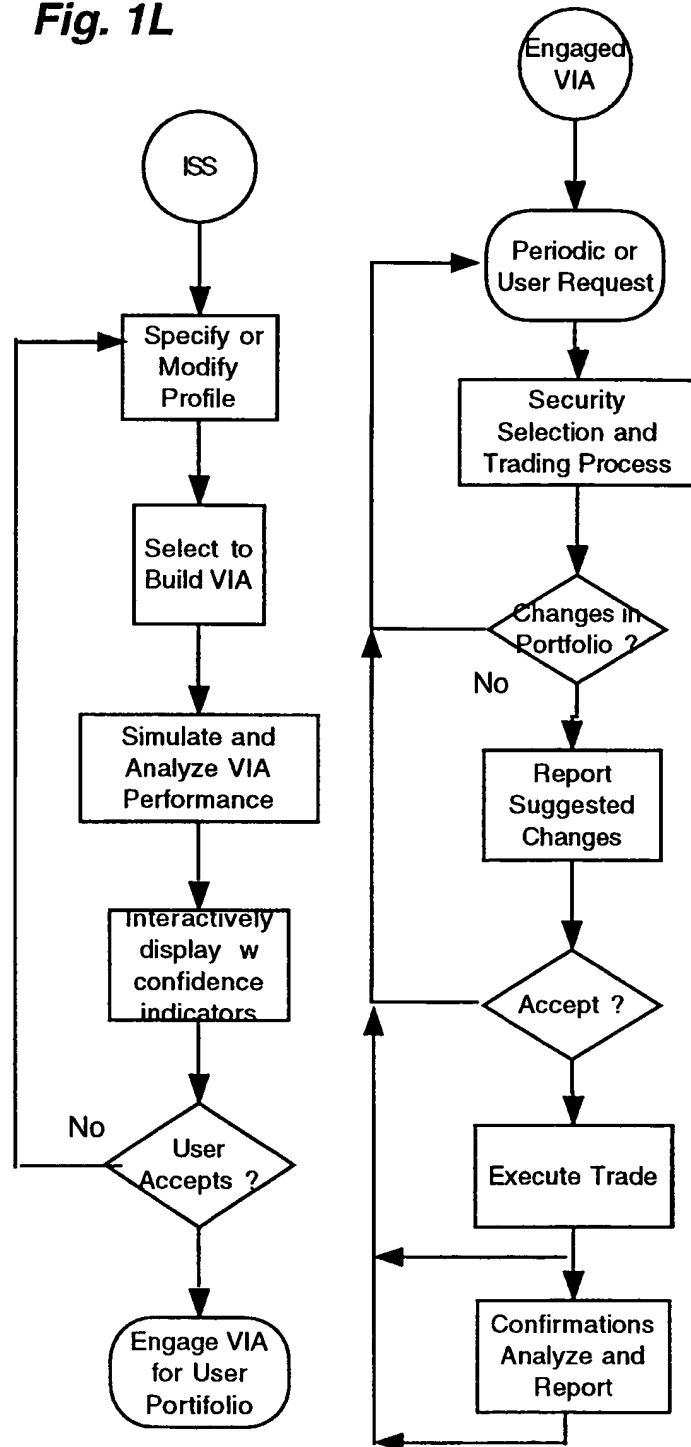 Fig. 1L
ISS
Specify or
Modify
Profile
Select to
Build VIA
Simulate and
Analyze VIA
Performance
Interactively
display w
confidence
indicators
No
User
Accepts ?
Engage VIA
for User
Portifolio
Engaged
VIA
Periodic or
User Request
Security
Selection and
Trading Process
Changes in
Portfolio ?
No
Report
Suggested
Changes
Accept ?
Execute Trade
Confirmations
Analyze and
Report